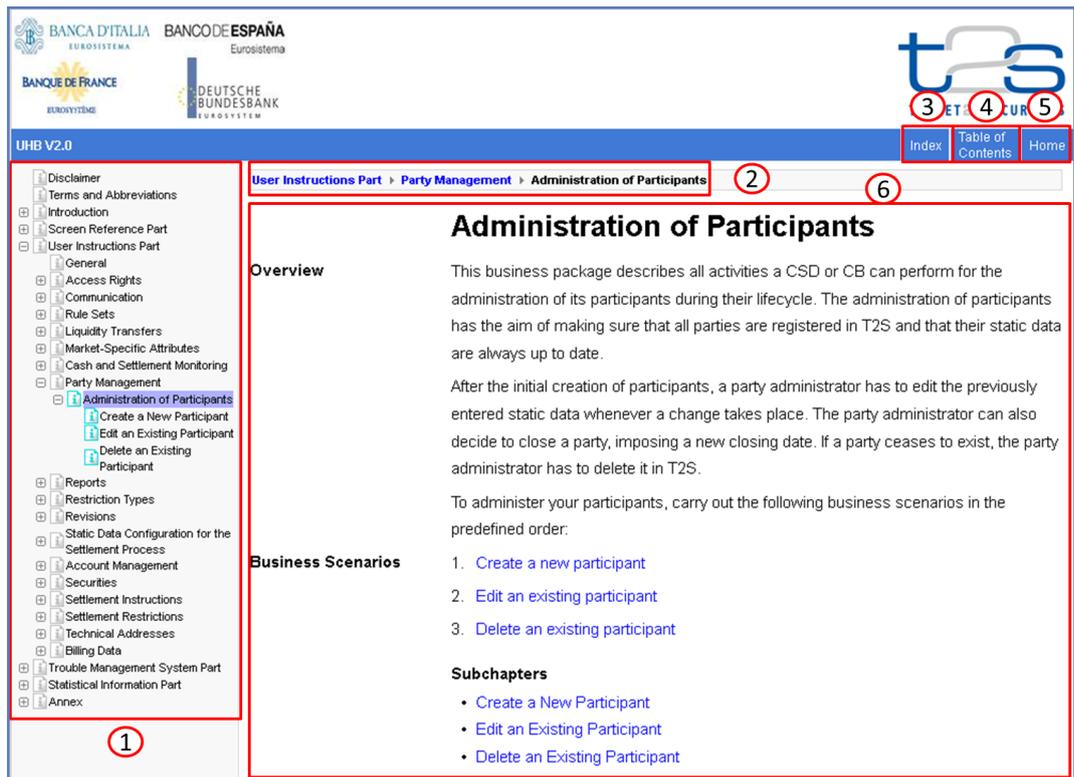 BANCA D'ITALIA
EUROSISTEMA
BANCO DE ESPAÑA
Eurosistema
BANQUE DE FRANCE
EUROSYSTÈME
DEUTSCHE
BUNDESBANK
EUROSYSTEM
t2s
3
4
5
UHB V2.0
Index
Table of
Contents
Home
Disclaimer
Terms and Abbreviations
Introduction
Screen Reference Part
User Instructions Part
General
Access Rights
Communication
Rule Sets
Liquidity Transfers
Market-Specific Attributes
Cash and Settlement Monitoring
Party Management
Administration of Participants
Create a New Participant
Edit an Existing Participant
Delete an Existing
Participant
Reports
Restriction Types
Revisions
Static Data Configuration for the
Settlement Process
Account Management
Securities
Settlement Instructions
Settlement Restrictions
Technical Addresses
Billing Data
Trouble Management System Part
Statistical Information Part
Annex
1
User Instructions Part Party Management Administration of Participants
2
6
Administration of Participants
Overview
This business package describes all activities a CSD or CB can perform for the
administration of its participants during their lifecycle. The administration of participants
has the aim of making sure that all parties are registered in T2S and that their static data
are always up to date.
After the initial creation of participants, a party administrator has to edit the previously
entered static data whenever a change takes place. The party administrator can also
decide to close a party, imposing a new closing date. If a party ceases to exist, the party
administrator has to delete it in T2S.
To administer your participants, carry out the following business scenarios in the
predefined order:
Business Scenarios
1. Create a new participant
2. Edit an existing participant
3. Delete an existing participant
Subchapters
• Create a New Participant
• Edit an Existing Participant
• Delete an Existing Participant